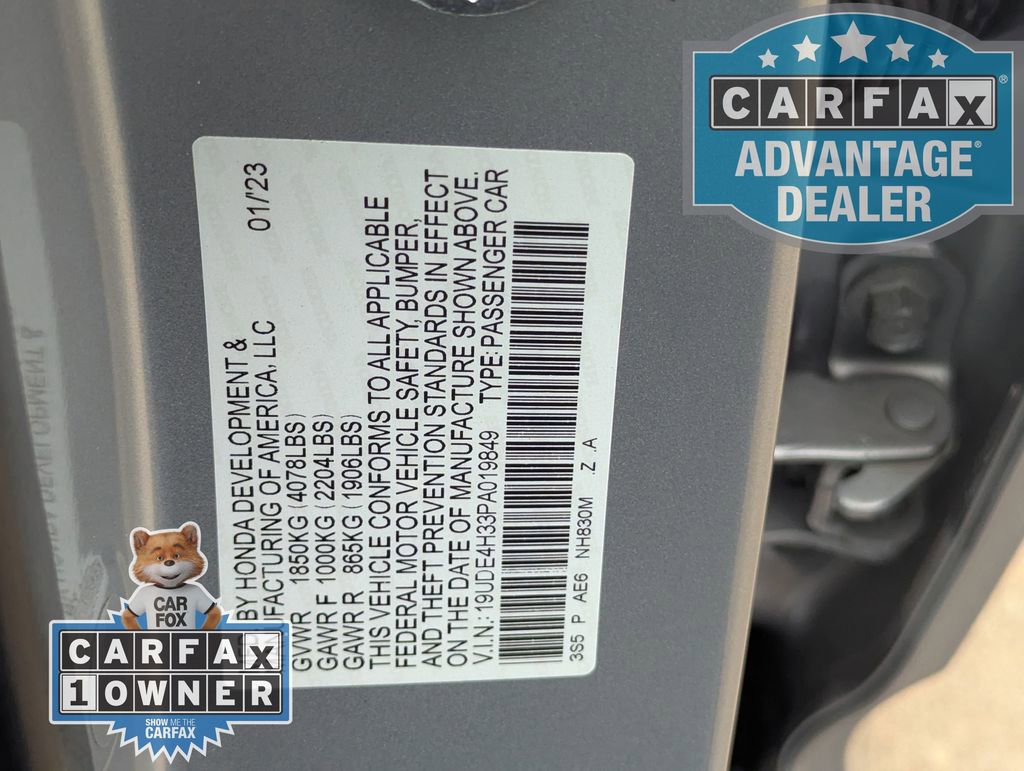 BY HONDA DEVELOPMENT &
FACTURING OF AMERICA, LLC 01/'23
GVWR 1850KG (4078LBS)
GAWR F 1000KG (2204LBS)
GAWR R 865KG (1906LBS)
THIS VEHICLE CONFORMS TO ALL APPLICABLE
FEDERAL MOTOR VEHICLE SAFETY, BUMPER,
AND THEFT PREVENTION STANDARDS IN EFFECT
ON THE DATE OF MANUFACTURE SHOWN ABOVE.
V.I.N.: 19UDE4H33PA019849 TYPE: PASSENGER CAR
3S5 P AE6 NH830M .Z .A
CARFAX®
ADVANTAGE®
DEALER
CAR
FOX
CARFAX
1 OWNER
SHOW ME THE
CARFAX